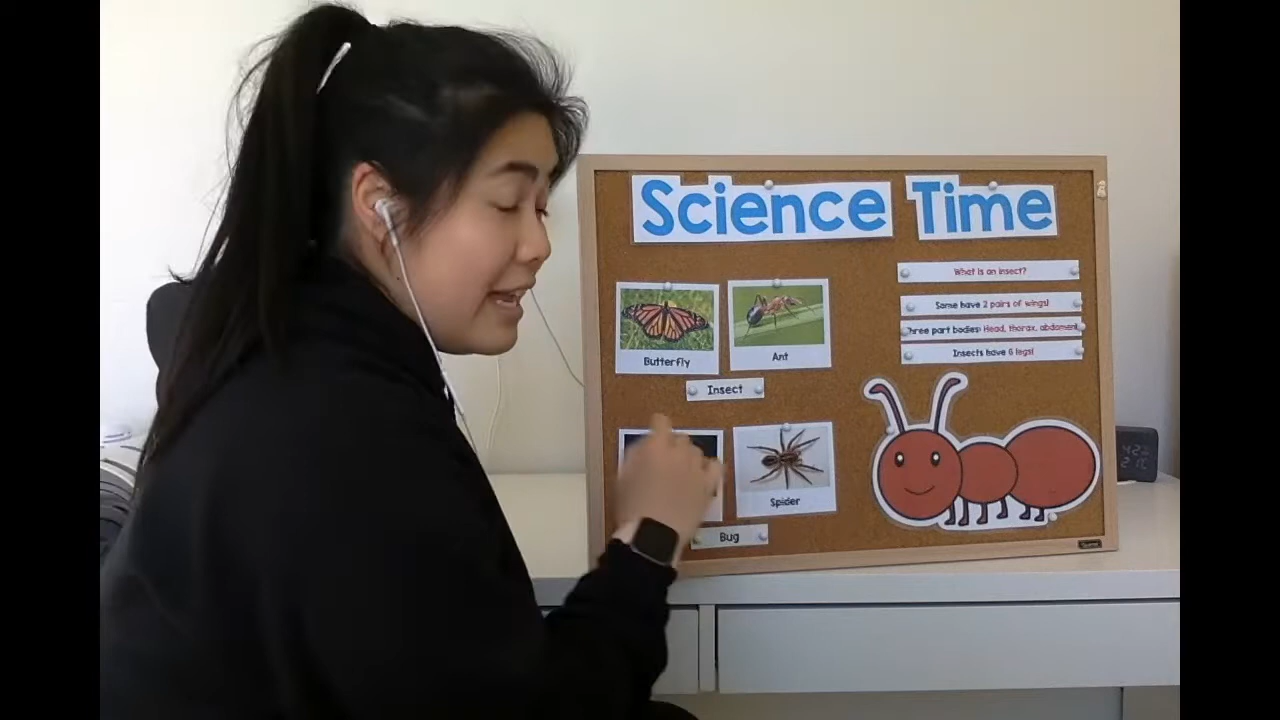 Science Time
What is an insect?
Some have 2 pairs of wings!
Three part bodies: Head, thorax, abdomen!
Insects have 6 legs!
Butterfly
Ant
Insect
Spider
Bug